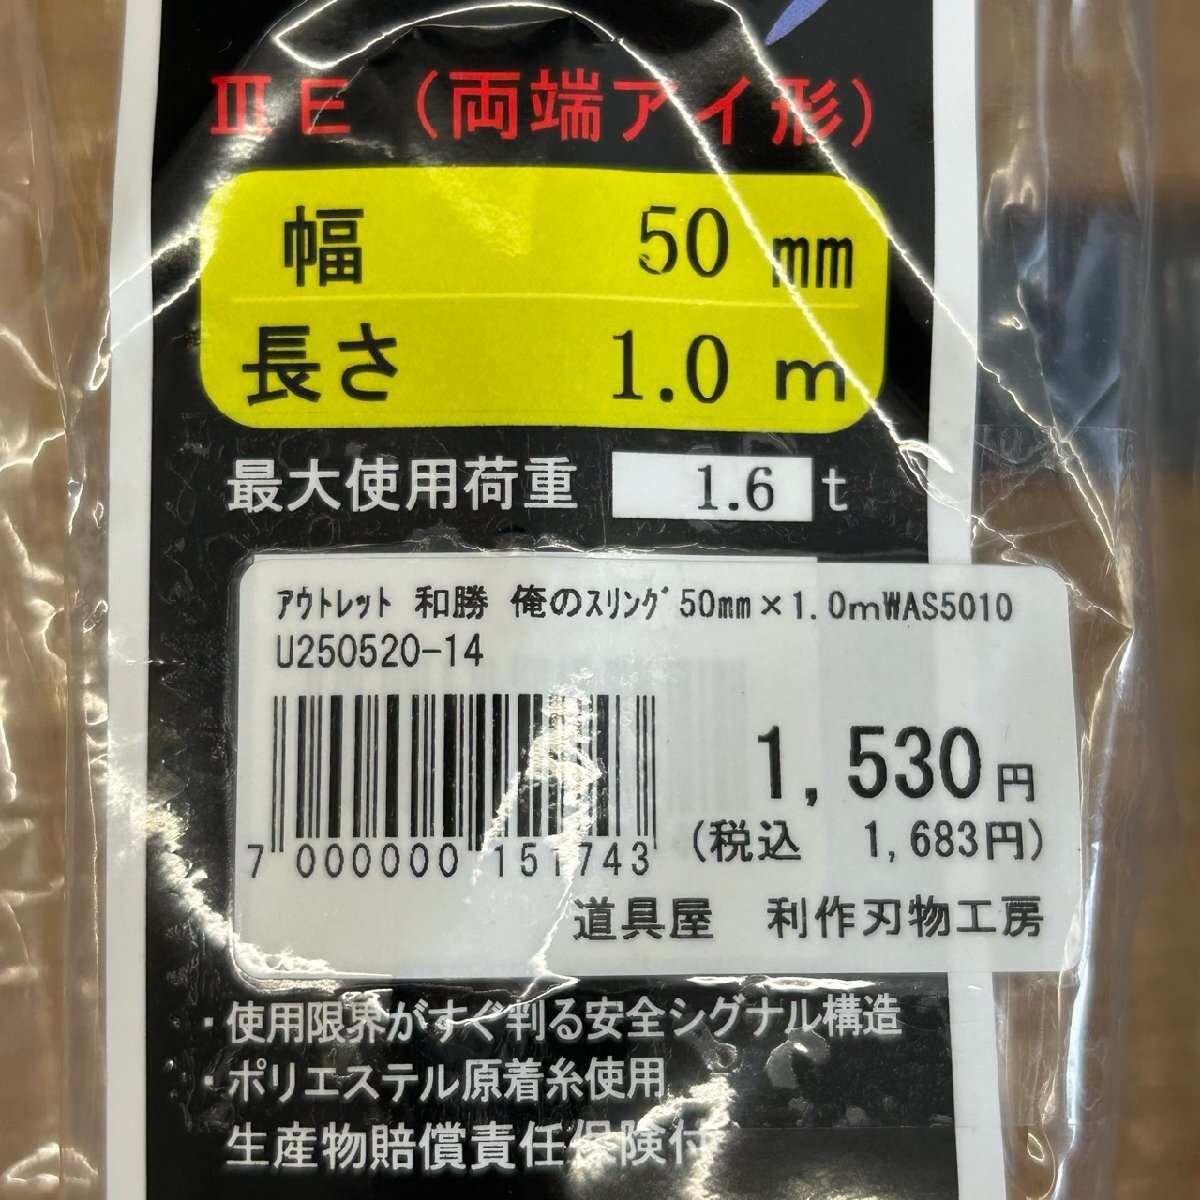 ⅢE（両端アイ形）
幅 50 mm
長さ 1.0 m
最大使用荷重 1.6 t
ｱｳﾄﾚｯﾄ 和勝 俺のｽﾘﾝｸﾞ50mm×1.0mWAS5010
U250520-14
1,530円
7 000000 151743
(税込 1,683円)
道具屋 利作刃物工房
・使用限界がすぐ判る安全シグナル構造
・ポリエステル原着糸使用
生産物賠償責任保険付